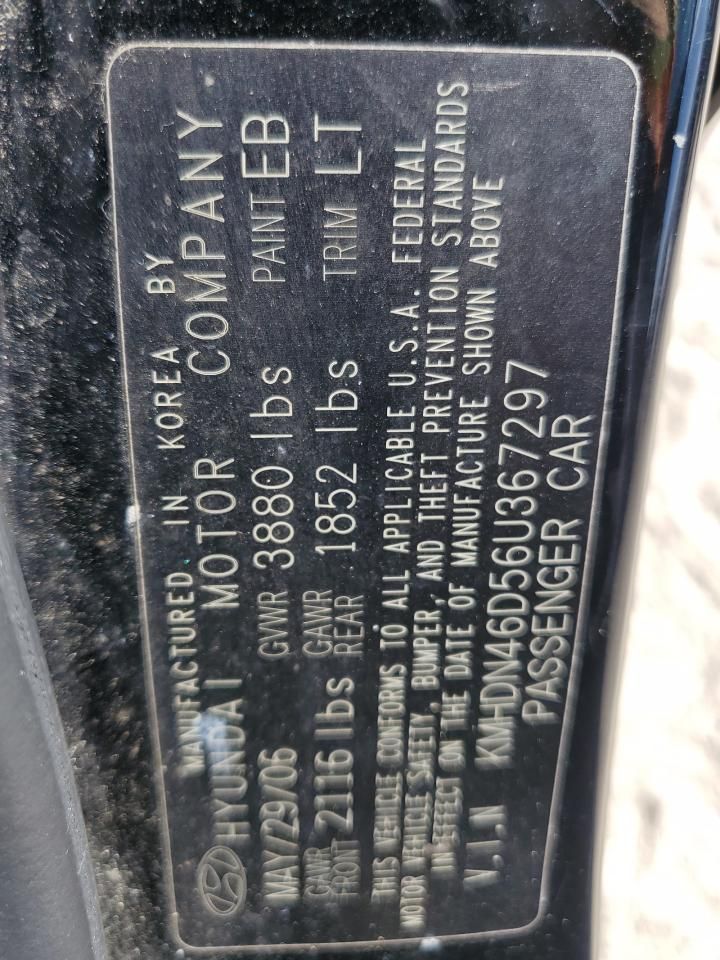 MANUFACTURED IN KOREA BY
HYUNDAI MOTOR COMPANY
MAY/29/06 GVWR 3880 lbs PAINT EB
GAWR FRONT 2116 lbs GAWR REAR 1852 lbs TRIM LT
THIS VEHICLE CONFORMS TO ALL APPLICABLE U.S.A. FEDERAL
MOTOR VEHICLE SAFETY, BUMPER, AND THEFT PREVENTION STANDARDS
IN EFFECT ON THE DATE OF MANUFACTURE SHOWN ABOVE
V.I.N KMHDN46D56U367297
PASSENGER CAR